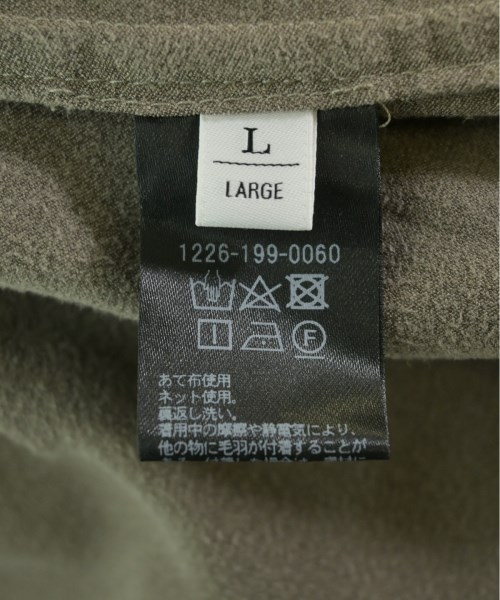 L
LARGE
1226-199-0060
あて布使用
ネット使用。
裏返し洗い。
着用中の摩擦や静電気により、
他の物に毛羽が付着することが